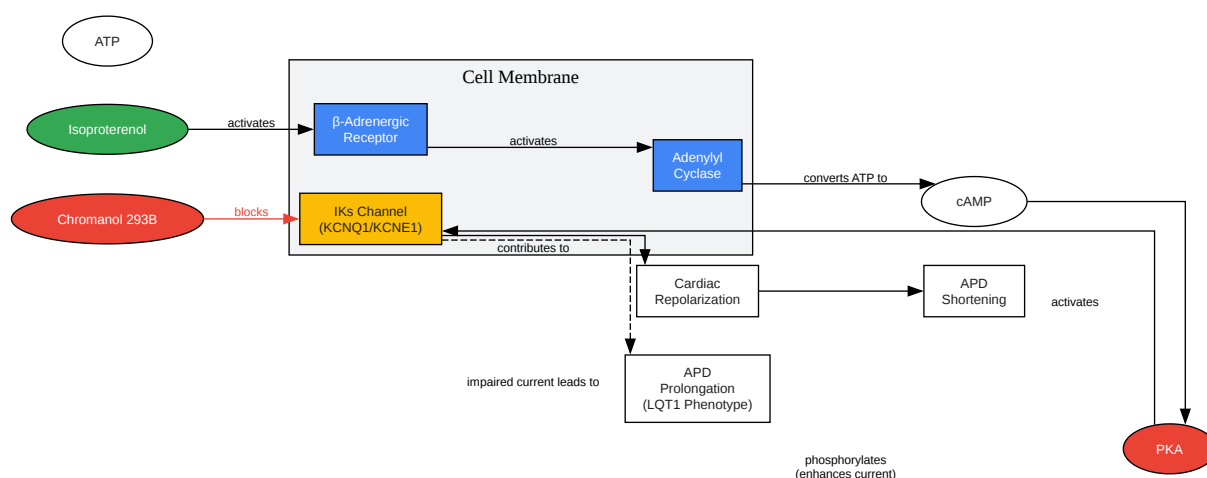 ATP
Cell Membrane
Isoproterenol
activates
β-Adrenergic
Receptor
activates
Adenylyl
Cyclase
converts ATP to
cAMP
Chromanol 293B
blocks
IKs Channel
(KCNQ1/KCNE1)
contributes to
Cardiac
Repolarization
APD
Shortening
activates
impaired current leads to
APD
Prolongation
(LQT1 Phenotype)
phosphorylates
(enhances current)
PKA